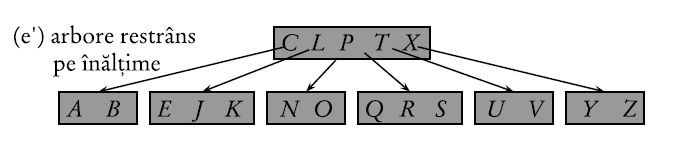 (e') arbore restrâns
pe înălțime
C L P T X
A B E J K N O Q R S U V Y Z